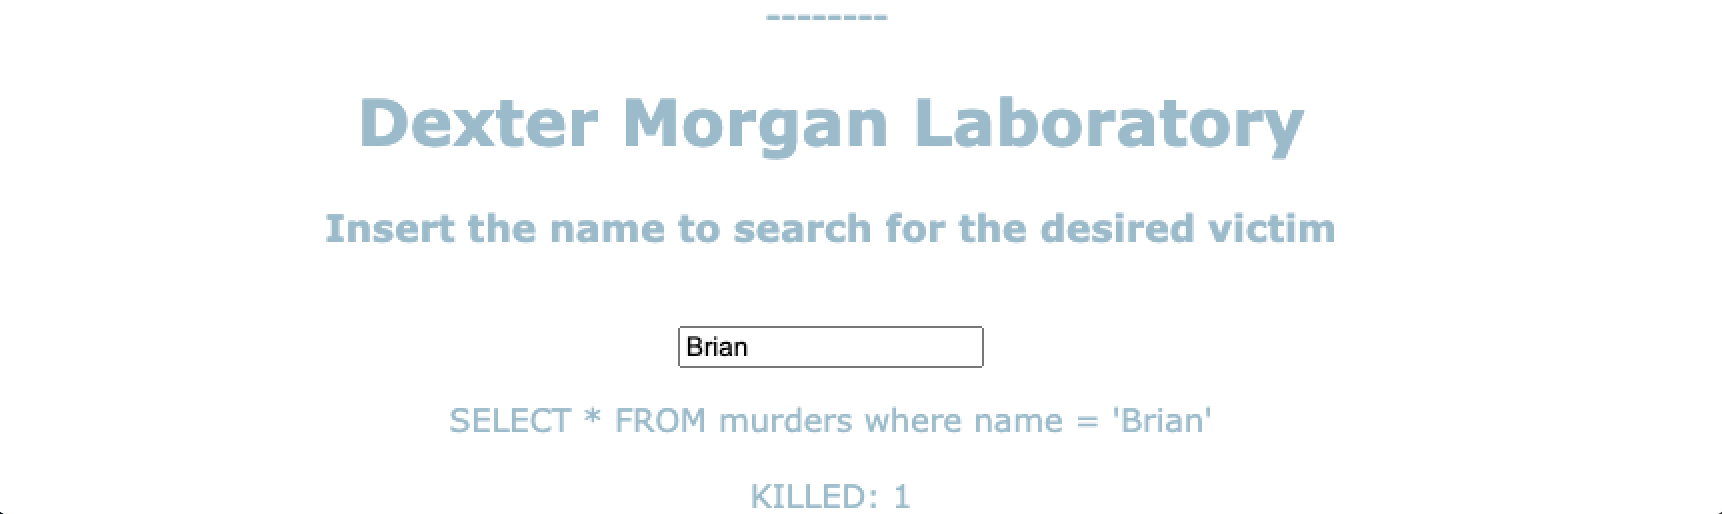 --------
Dexter Morgan Laboratory
Insert the name to search for the desired victim
Brian
SELECT * FROM murders where name = 'Brian'
KILLED: 1